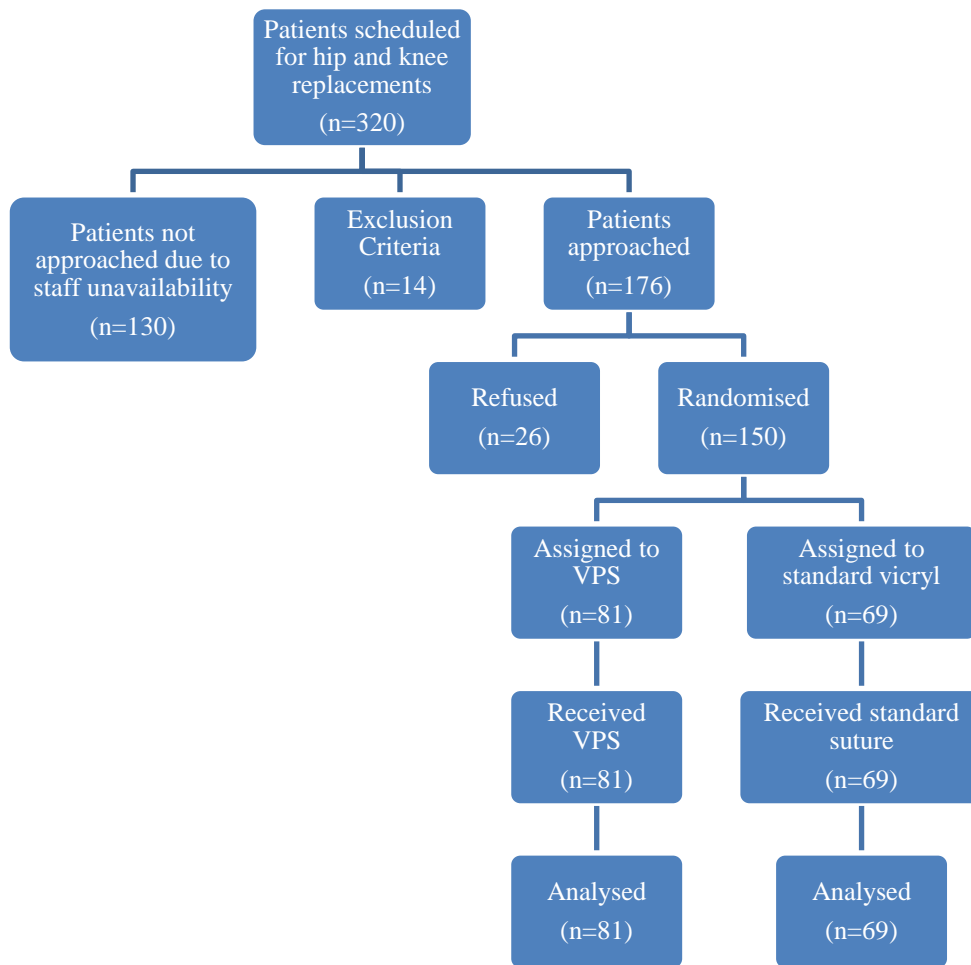 Patients scheduled
for hip and knee
replacements
(n=320)
Patients not
approached due to
staff unavailability
(n=130)
Exclusion
Criteria
(n=14)
Patients
approached
(n=176)
Refused
(n=26)
Randomised
(n=150)
Assigned to
VPS
(n=81)
Assigned to
standard vicryl
(n=69)
Received
VPS
(n=81)
Received standard
suture
(n=69)
Analysed
(n=81)
Analysed
(n=69)